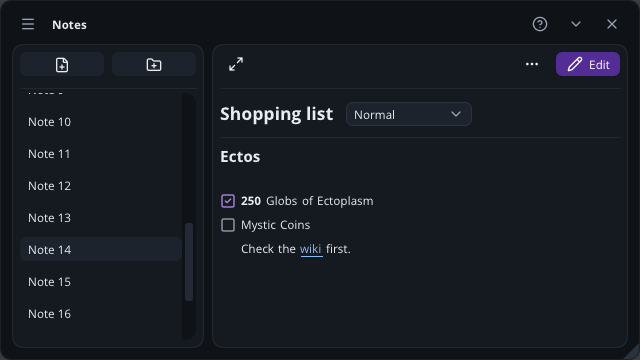 Notes
Edit
Note 10
Note 11
Note 12
Note 13
Note 14
Note 15
Note 16
Shopping list
Normal
Ectos
250 Globs of Ectoplasm
Mystic Coins
Check the wiki first.